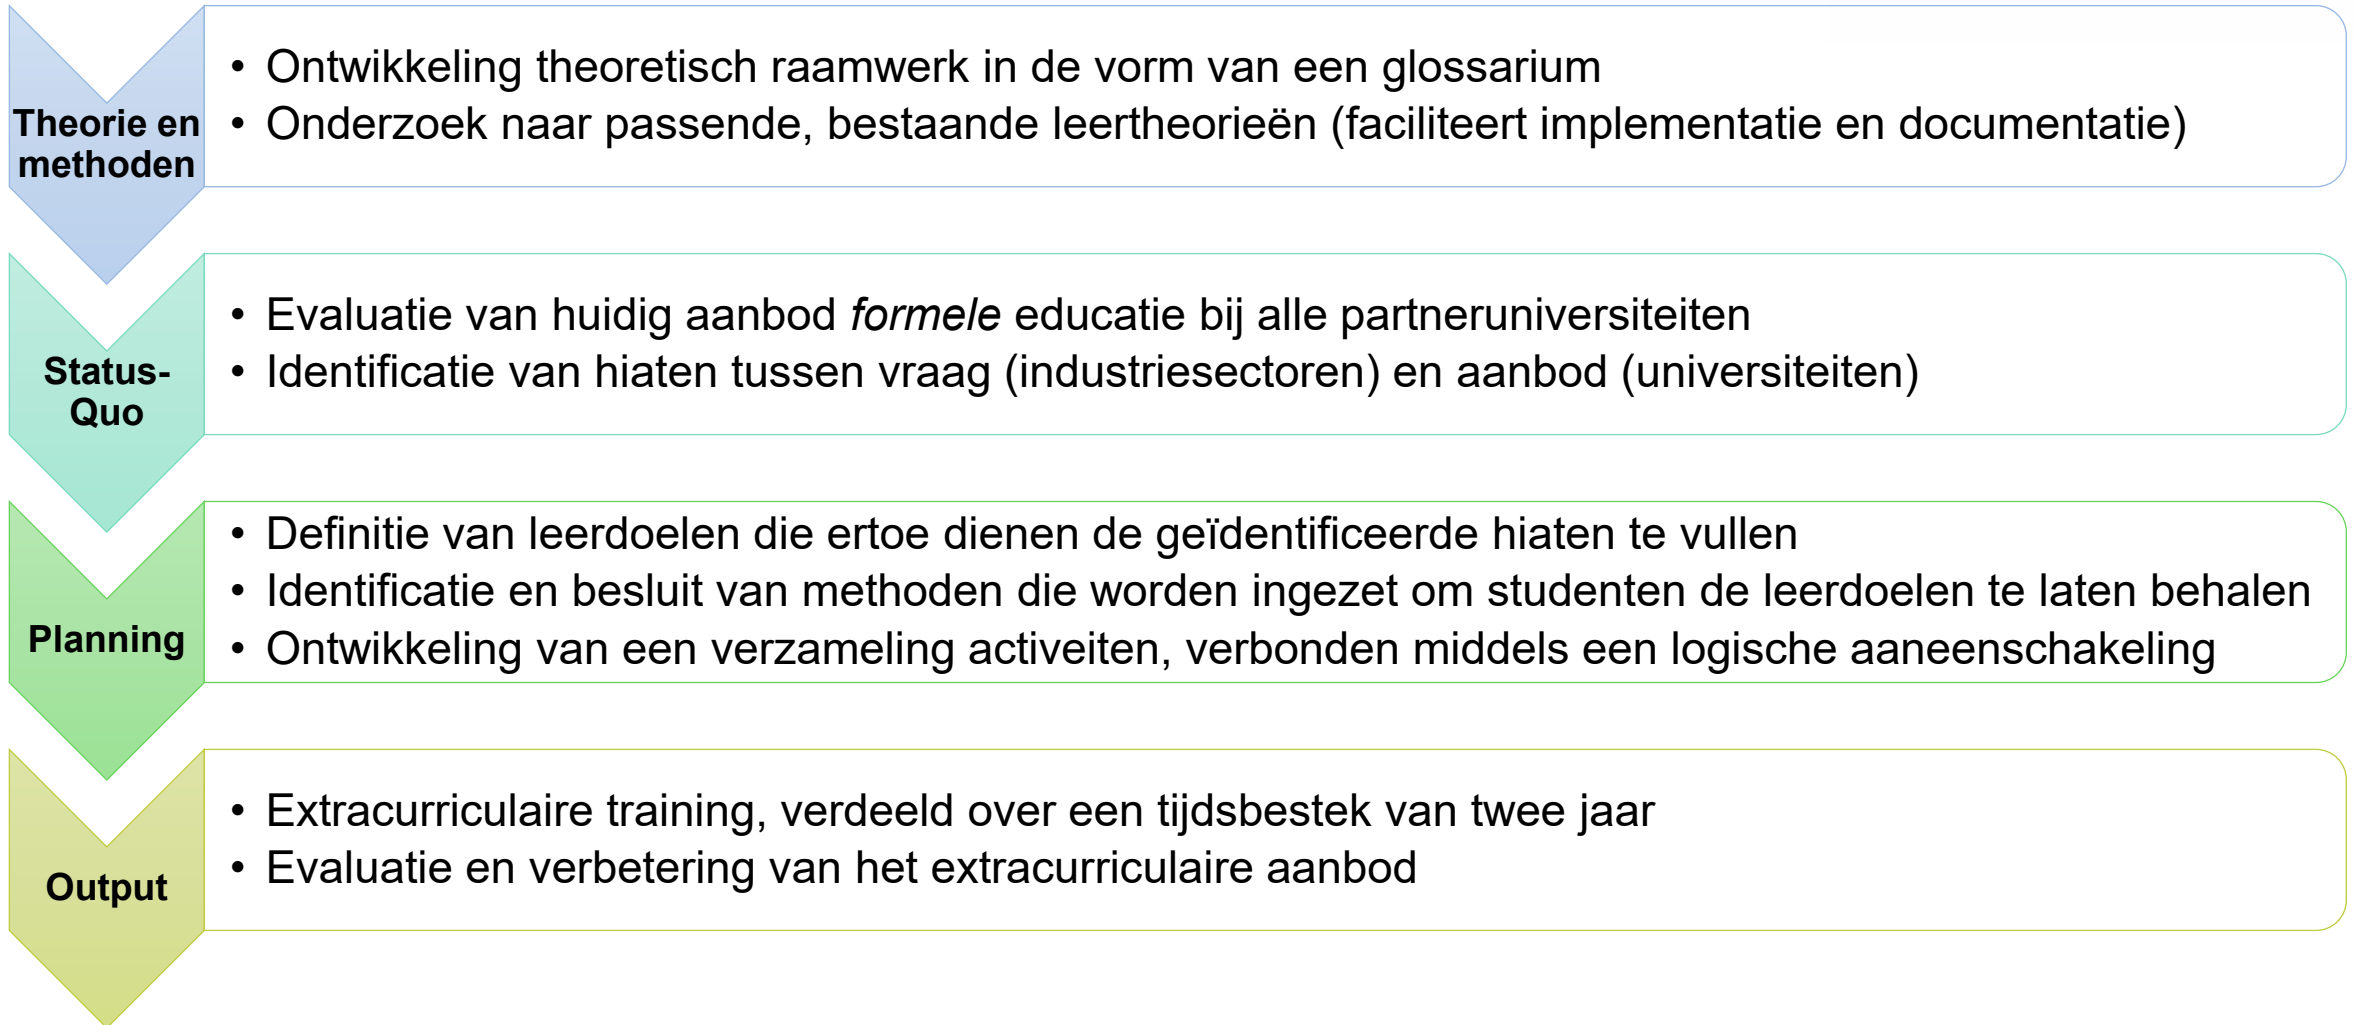 Theorie en
methoden
• Ontwikkeling theoretisch raamwerk in de vorm van een glossarium
• Onderzoek naar passende, bestaande leertheorieën (faciliteert implementatie en documentatie)
Status-
Quo
• Evaluatie van huidig aanbod formele educatie bij alle partneruniversiteiten
• Identificatie van hiaten tussen vraag (industriesectoren) en aanbod (universiteiten)
Planning
• Definitie van leerdoelen die ertoe dienen de geïdentificeerde hiaten te vullen
• Identificatie en besluit van methoden die worden ingezet om studenten de leerdoelen te laten behalen
• Ontwikkeling van een verzameling activeiten, verbonden middels een logische aaneenschakeling
Output
• Extracurriculaire training, verdeeld over een tijdsbestek van twee jaar
• Evaluatie en verbetering van het extracurriculaire aanbod